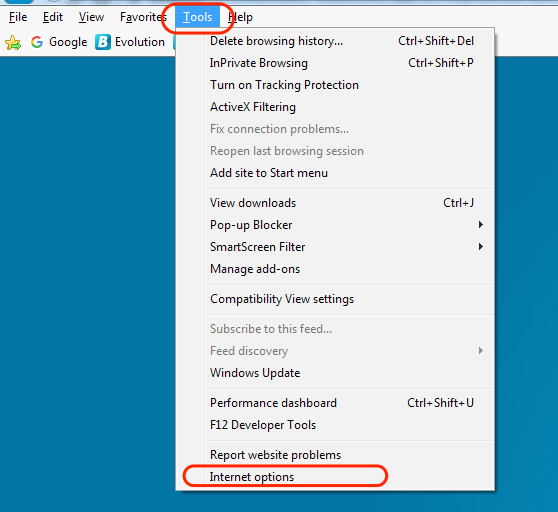 File Edit View Favorites Tools Help
Google Evolution
Delete browsing history... Ctrl+Shift+Del
InPrivate Browsing Ctrl+Shift+P
Turn on Tracking Protection
ActiveX Filtering
Fix connection problems...
Reopen last browsing session
Add site to Start menu
View downloads Ctrl+J
Pop-up Blocker
SmartScreen Filter
Manage add-ons
Compatibility View settings
Subscribe to this feed...
Feed discovery
Windows Update
Performance dashboard Ctrl+Shift+U
F12 Developer Tools
Report website problems
Internet options